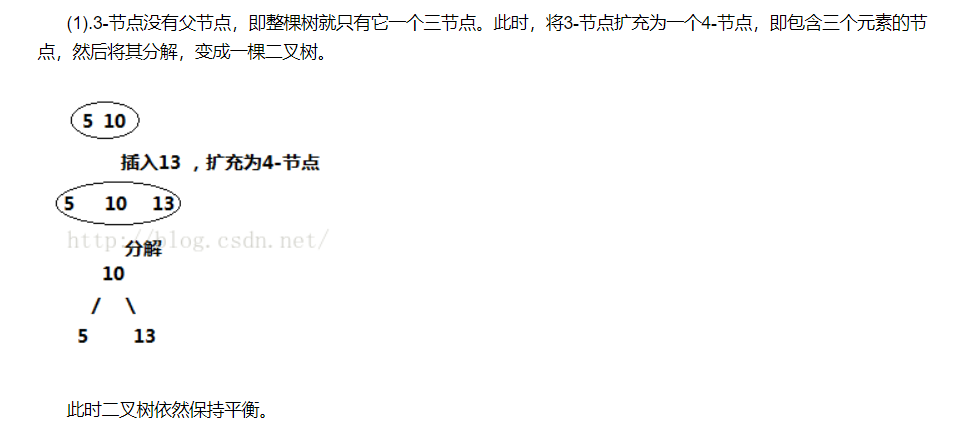 (1).3-节点没有父节点，即整棵树就只有它一个三节点。此时，将3-节点扩充为一个4-节点，即包含三个元素的节
点，然后将其分解，变成一棵二叉树。
5 10
插入13 ，扩充为4-节点
5 10 13
http://blog.csdn.net/
分解
10
/ \
5 13
此时二叉树依然保持平衡。